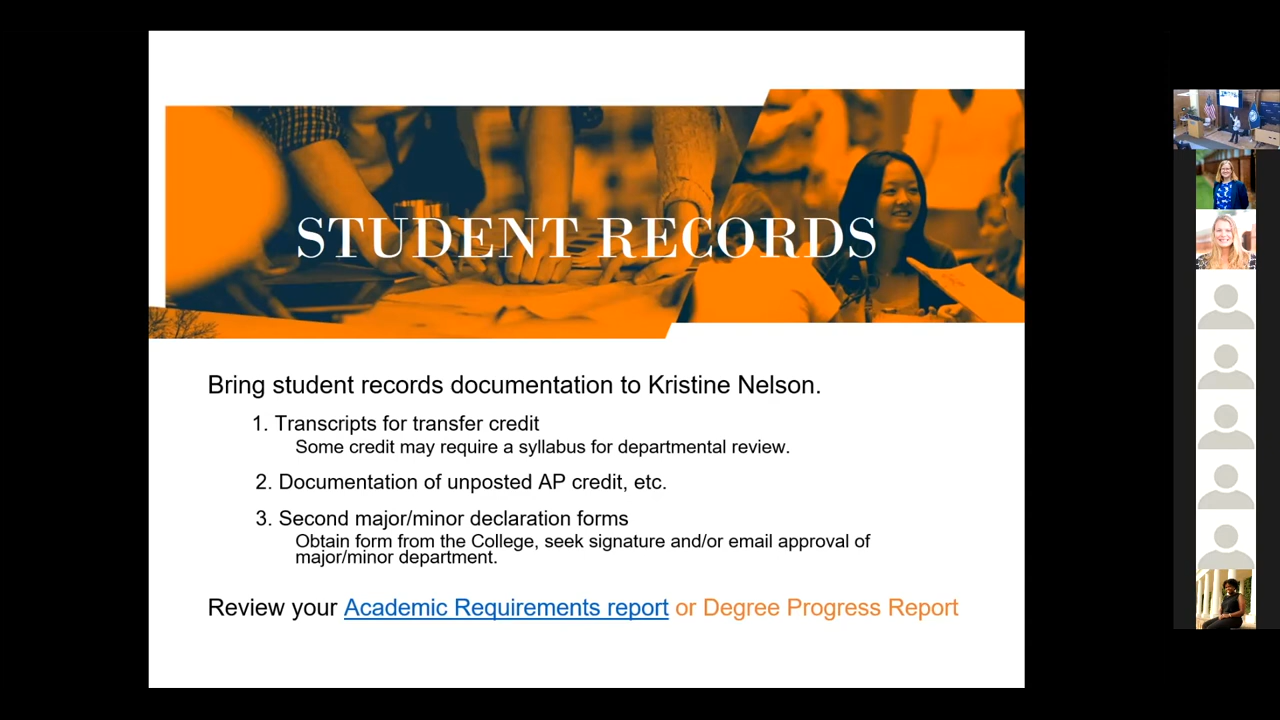 STUDENT RECORDS
Bring student records documentation to Kristine Nelson.
1. Transcripts for transfer credit
Some credit may require a syllabus for departmental review.
2. Documentation of unposted AP credit, etc.
3. Second major/minor declaration forms
Obtain form from the College, seek signature and/or email approval of
major/minor department.
Review your Academic Requirements report or Degree Progress Report